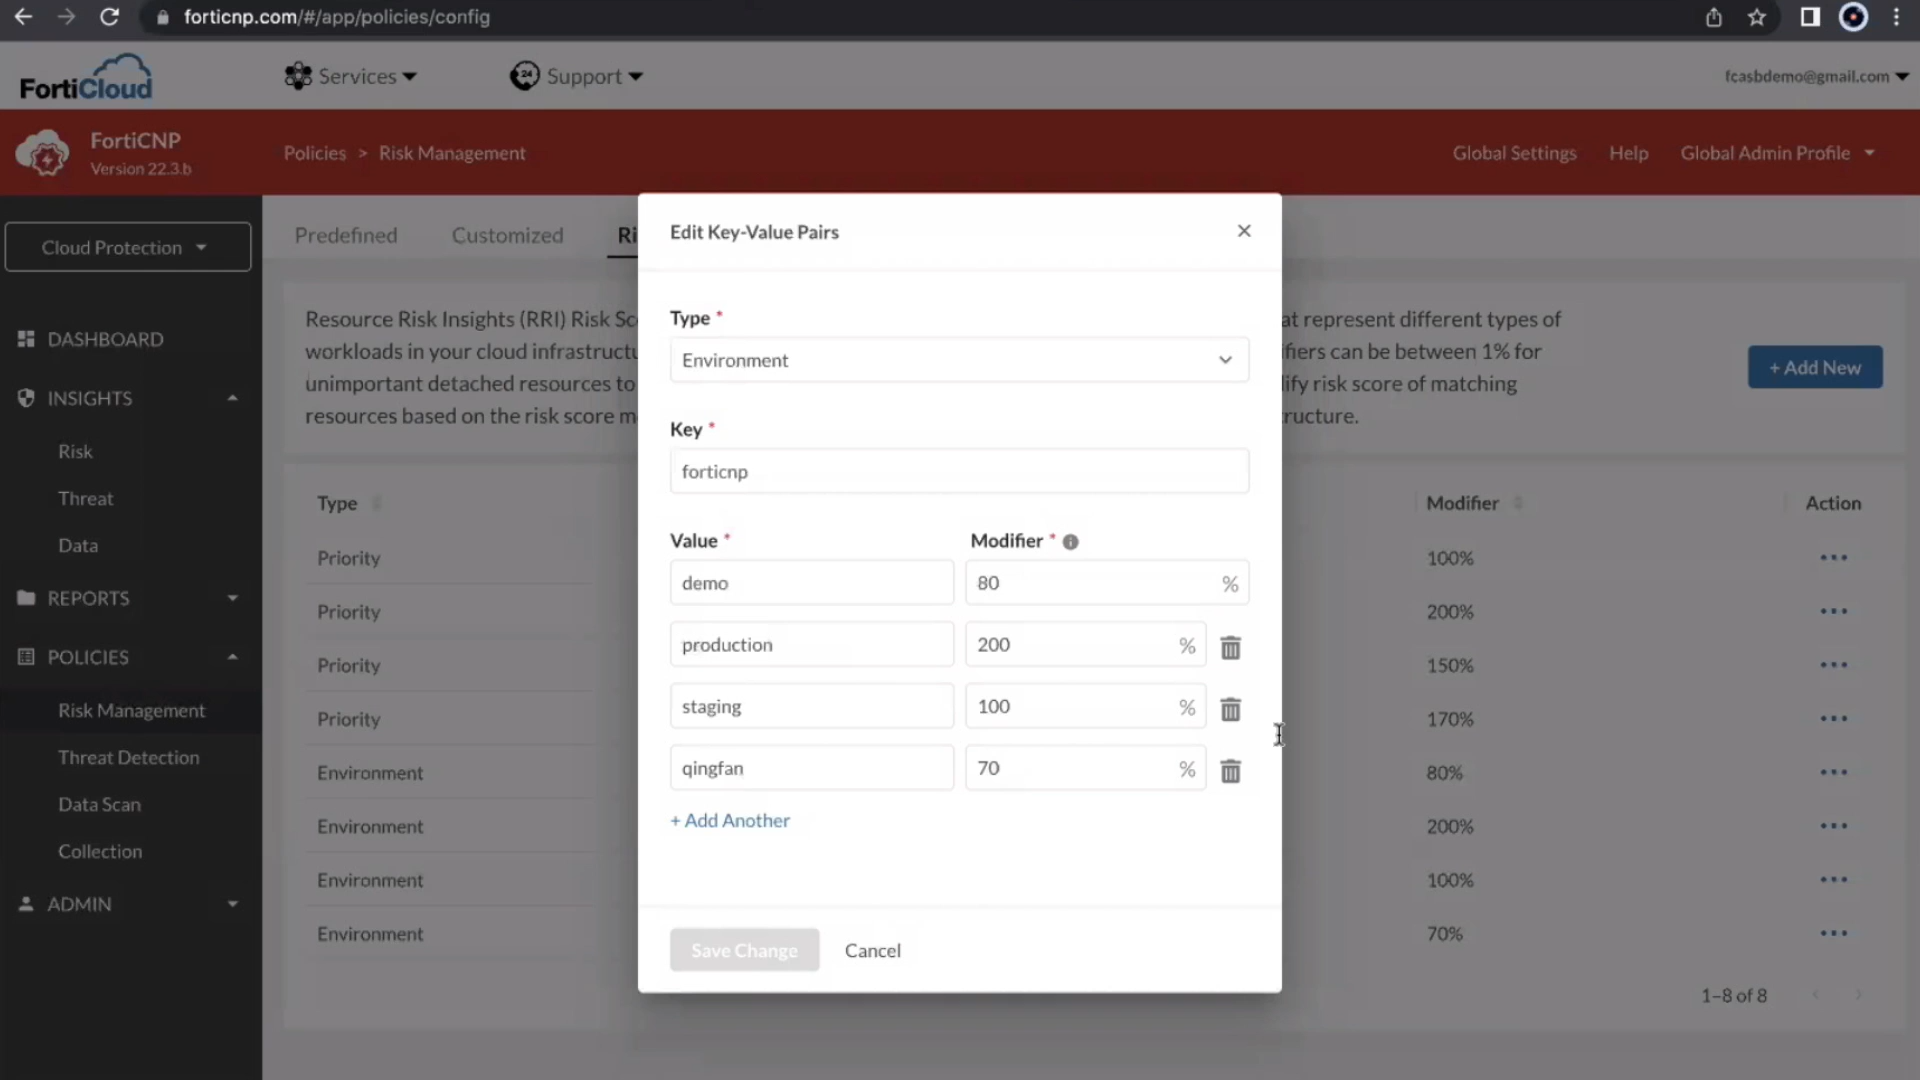 forticnp.com/#/app/policies/config
FortiCloud
Services
24
Support
fcasbdemo@gmail.com
FortiCNP
Version 22.3.b
Policies > Risk Management
Global Settings
Help
Global Admin Profile
Cloud Protection
DASHBOARD
INSIGHTS
Risk
Threat
Data
REPORTS
POLICIES
Risk Management
Threat Detection
Data Scan
Collection
ADMIN
Predefined
Customized
Ri
Resource Risk Insights (RRI) Risk Sc
workloads in your cloud infrastructu
unimportant detached resources to
resources based on the risk score m
at represent different types of
fiers can be between 1% for
lify risk score of matching
ructure.
+ Add New
Type
Priority
Priority
Priority
Priority
Environment
Environment
Environment
Environment
Modifier
Action
100%
200%
150%
170%
80%
200%
100%
70%
1–8 of 8
Edit Key-Value Pairs
Type *
Environment
Key *
forticnp
Value *
Modifier *
demo
80 %
production
200 %
staging
100 %
qingfan
70 %
+ Add Another
Save Change
Cancel